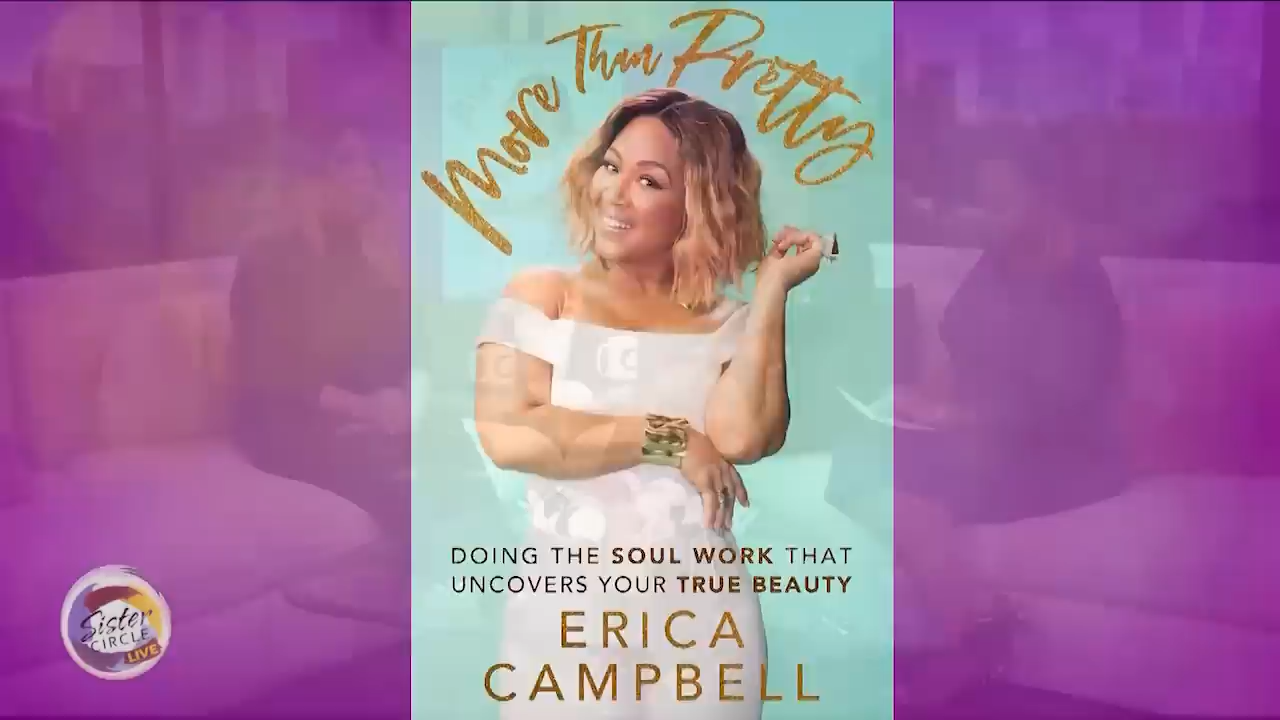 More Than Pretty
DOING THE SOUL WORK THAT
UNCOVERS YOUR TRUE BEAUTY
ERICA
CAMPBELL
Sister
CIRCLE
LIVE